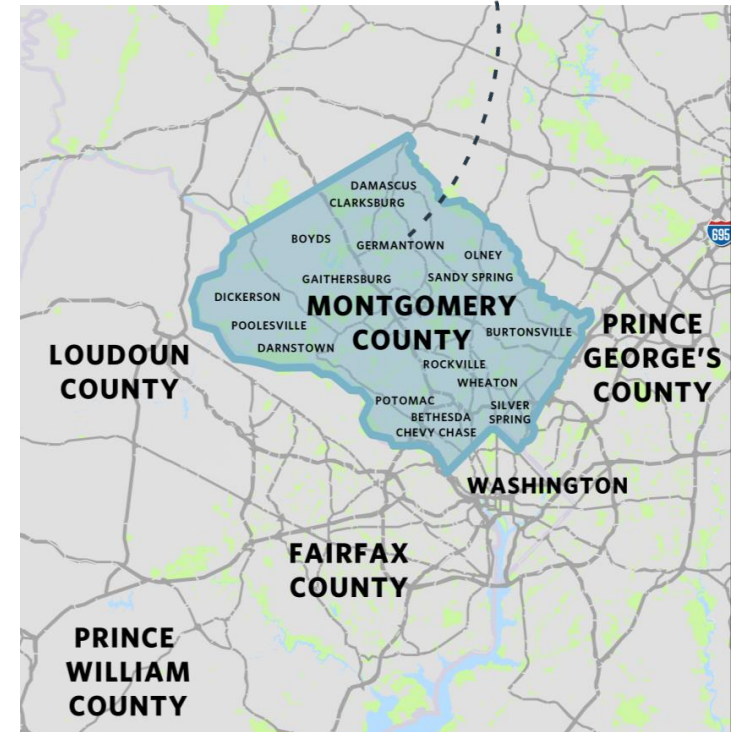 DAMASCUS
CLARKSBURG
695
BOYDS
GERMANTOWN
OLNEY
GAITHERSBURG
SANDY SPRING
DICKERSON
MONTGOMERY
COUNTY
POOLESVILLE
DARNSTOWN
BURTONSVILLE
PRINCE
GEORGE'S
COUNTY
LOUDOUN
COUNTY
ROCKVILLE
WHEATON
POTOMAC
BETHESDA
CHEVY CHASE
SILVER
SPRING
WASHINGTON
FAIRFAX
COUNTY
PRINCE
WILLIAM
COUNTY